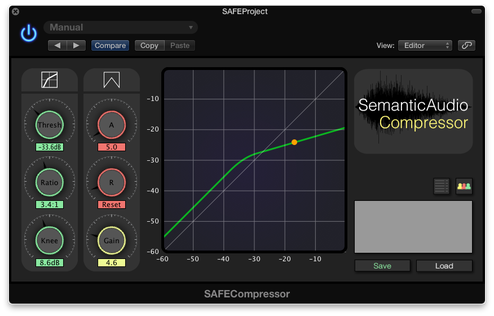 SAFEProject
Manual
Compare
Copy
Paste
View:
Editor
Thresh
-33.6dB
A
5.0
Ratio
3.4:1
R
Reset
Knee
8.6dB
Gain
4.6
-10
-20
-30
-40
-50
-60
-60
-50
-40
-30
-20
-10
SemanticAudio
Compressor
Save
Load
SAFECompressor